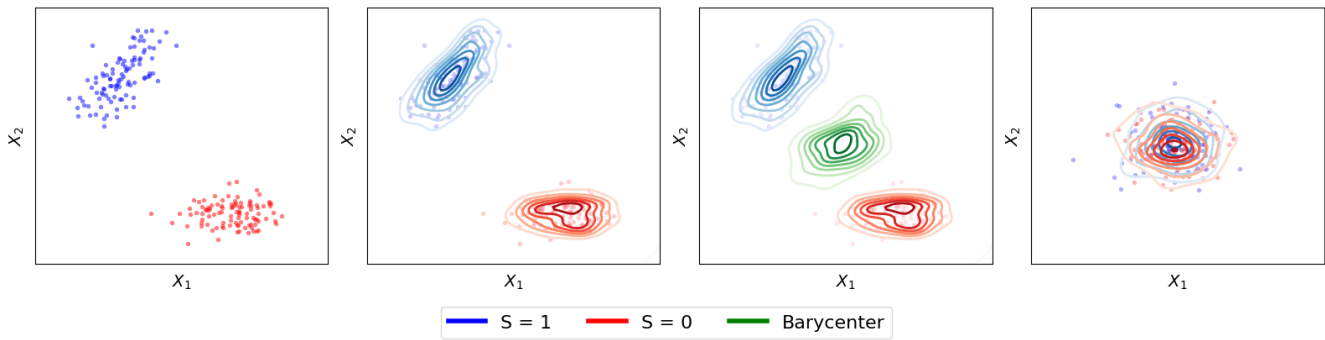 X₂
X₁
X₂
X₁
X₂
X₁
X₂
X₁
S = 1
S = 0
Barycenter